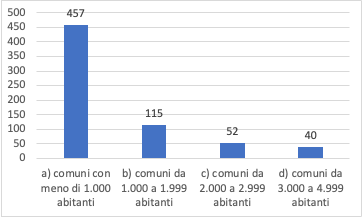 500
450
400
350
300
250
200
150
100
50
0
457
115
52
40
a) comuni con
meno di 1.000
abitanti
b) comuni da
1.000 a 1.999
abitanti
c) comuni da
2.000 a 2.999
abitanti
d) comuni da
3.000 a 4.999
abitanti